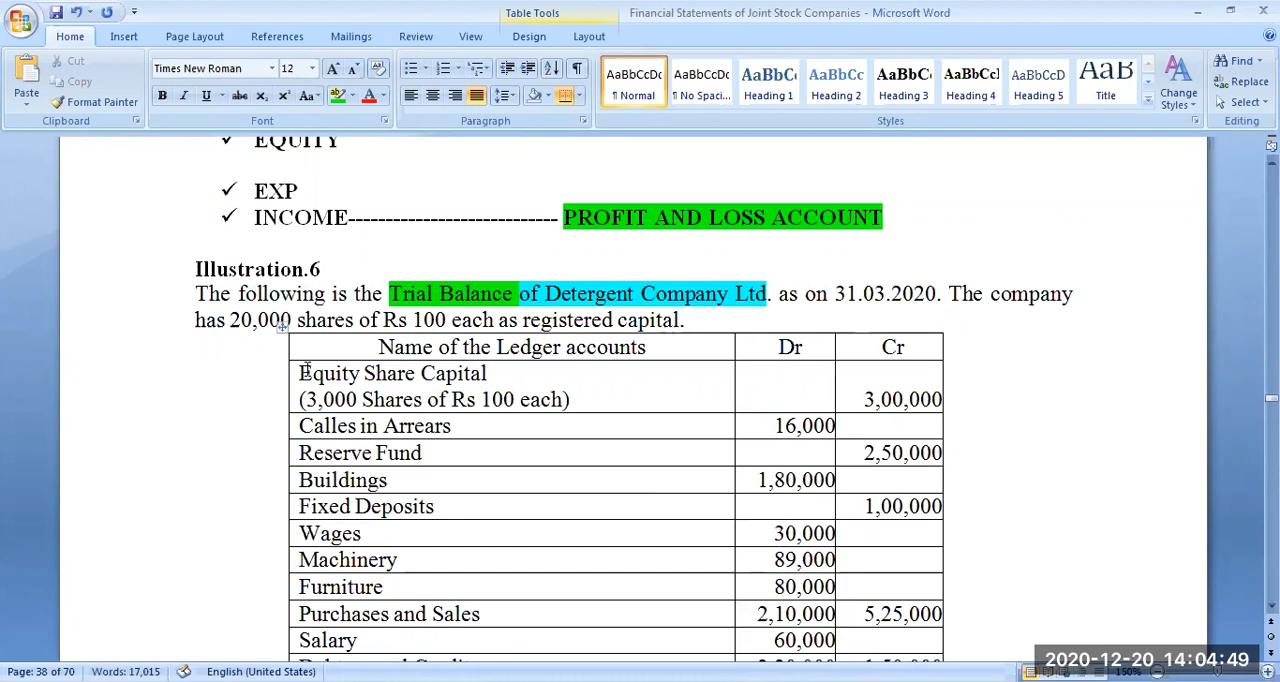 Table Tools
Financial Statements of Joint Stock Companies - Microsoft Word
Home Insert Page Layout References Mailings Review View Design Layout
Paste
Cut
Copy
Format Painter
Clipboard
Times New Roman 12
Font
Paragraph
AaBbCcDc AaBbCcDc AaBbC AaBbCc AaBbC AaBbCcI AaBbCcD AaB
Normal No Spaci... Heading 1 Heading 2 Heading 3 Heading 4 Heading 5 Title
Change Styles
Styles
Find
Replace
Select
Editing
✓ EQUITY
✓ EXP
✓ INCOME--------------------------- PROFIT AND LOSS ACCOUNT
Illustration.6
The following is the Trial Balance of Detergent Company Ltd. as on 31.03.2020. The company
has 20,000 shares of Rs 100 each as registered capital.
Name of the Ledger accounts Dr Cr
Equity Share Capital
(3,000 Shares of Rs 100 each) 3,00,000
Calles in Arrears 16,000
Reserve Fund 2,50,000
Buildings 1,80,000
Fixed Deposits 1,00,000
Wages 30,000
Machinery 89,000
Furniture 80,000
Purchases and Sales 2,10,000 5,25,000
Salary 60,000
Page: 38 of 70 Words: 17,015 English (United States) 150%
2020-12-20 14:04:49